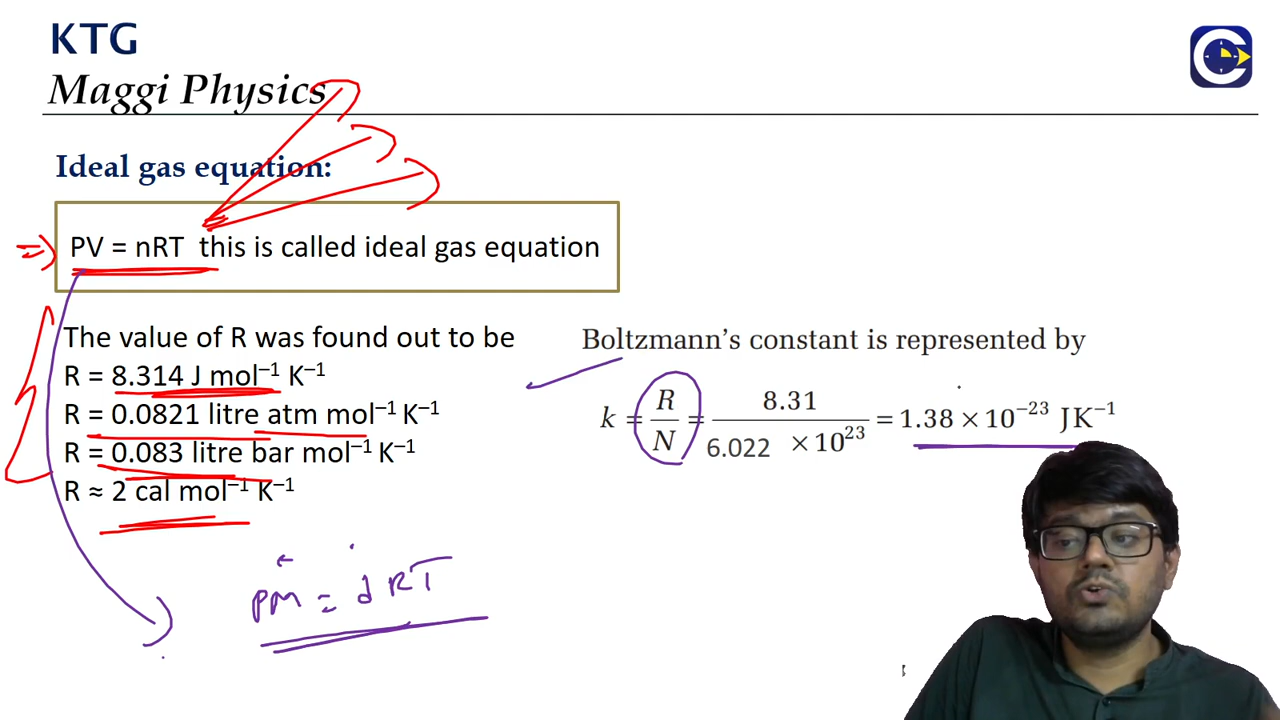 KTG
Maggi Physics
Ideal gas equation:
PV = nRT this is called ideal gas equation
The value of R was found out to be
R = 8.314 J mol⁻¹ K⁻¹
R = 0.0821 litre atm mol⁻¹ K⁻¹
R = 0.083 litre bar mol⁻¹ K⁻¹
R ≈ 2 cal mol⁻¹ K⁻¹
Boltzmann’s constant is represented by
k = R/N = 8.31 / 6.022 × 10²³ = 1.38 × 10⁻²³ JK⁻¹
PM = dRT